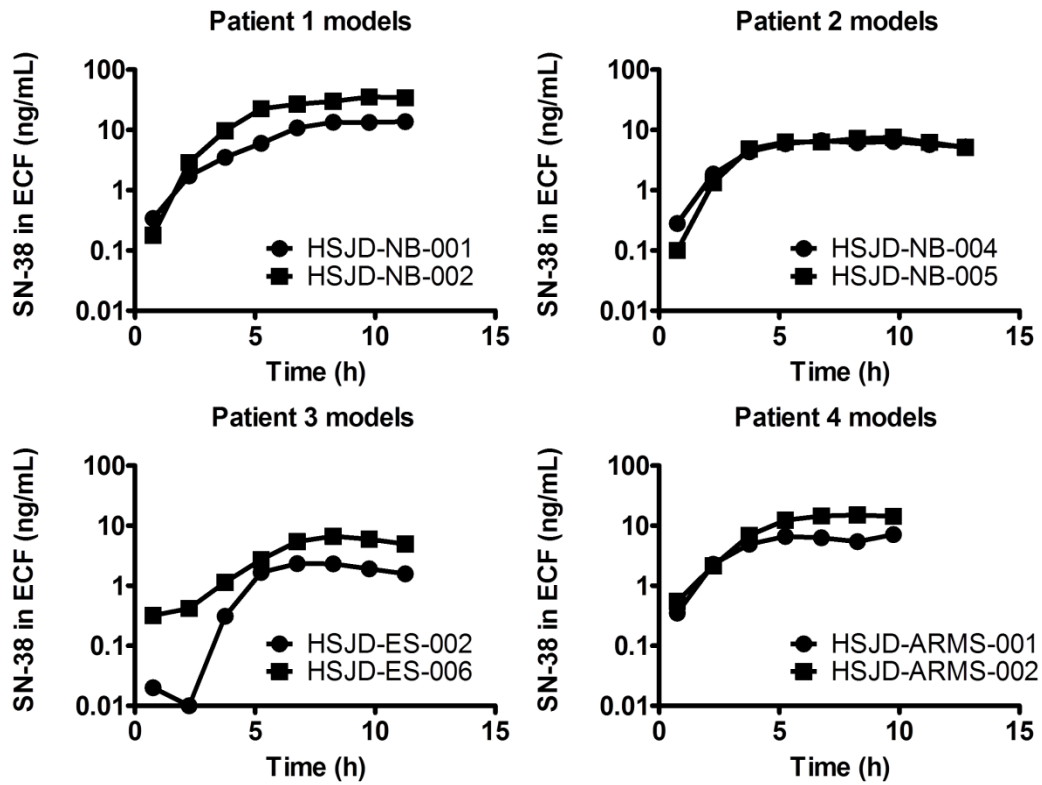 Patient 1 models
SN-38 in ECF (ng/mL)
100
10
1
0.1
0.01
HSJD-NB-001
HSJD-NB-002
0
5
10
15
Time (h)
Patient 2 models
SN-38 in ECF (ng/mL)
100
10
1
0.1
0.01
HSJD-NB-004
HSJD-NB-005
0
5
10
15
Time (h)
Patient 3 models
SN-38 in ECF (ng/mL)
100
10
1
0.1
0.01
HSJD-ES-002
HSJD-ES-006
0
5
10
15
Time (h)
Patient 4 models
SN-38 in ECF (ng/mL)
100
10
1
0.1
0.01
HSJD-ARMS-001
HSJD-ARMS-002
0
5
10
15
Time (h)